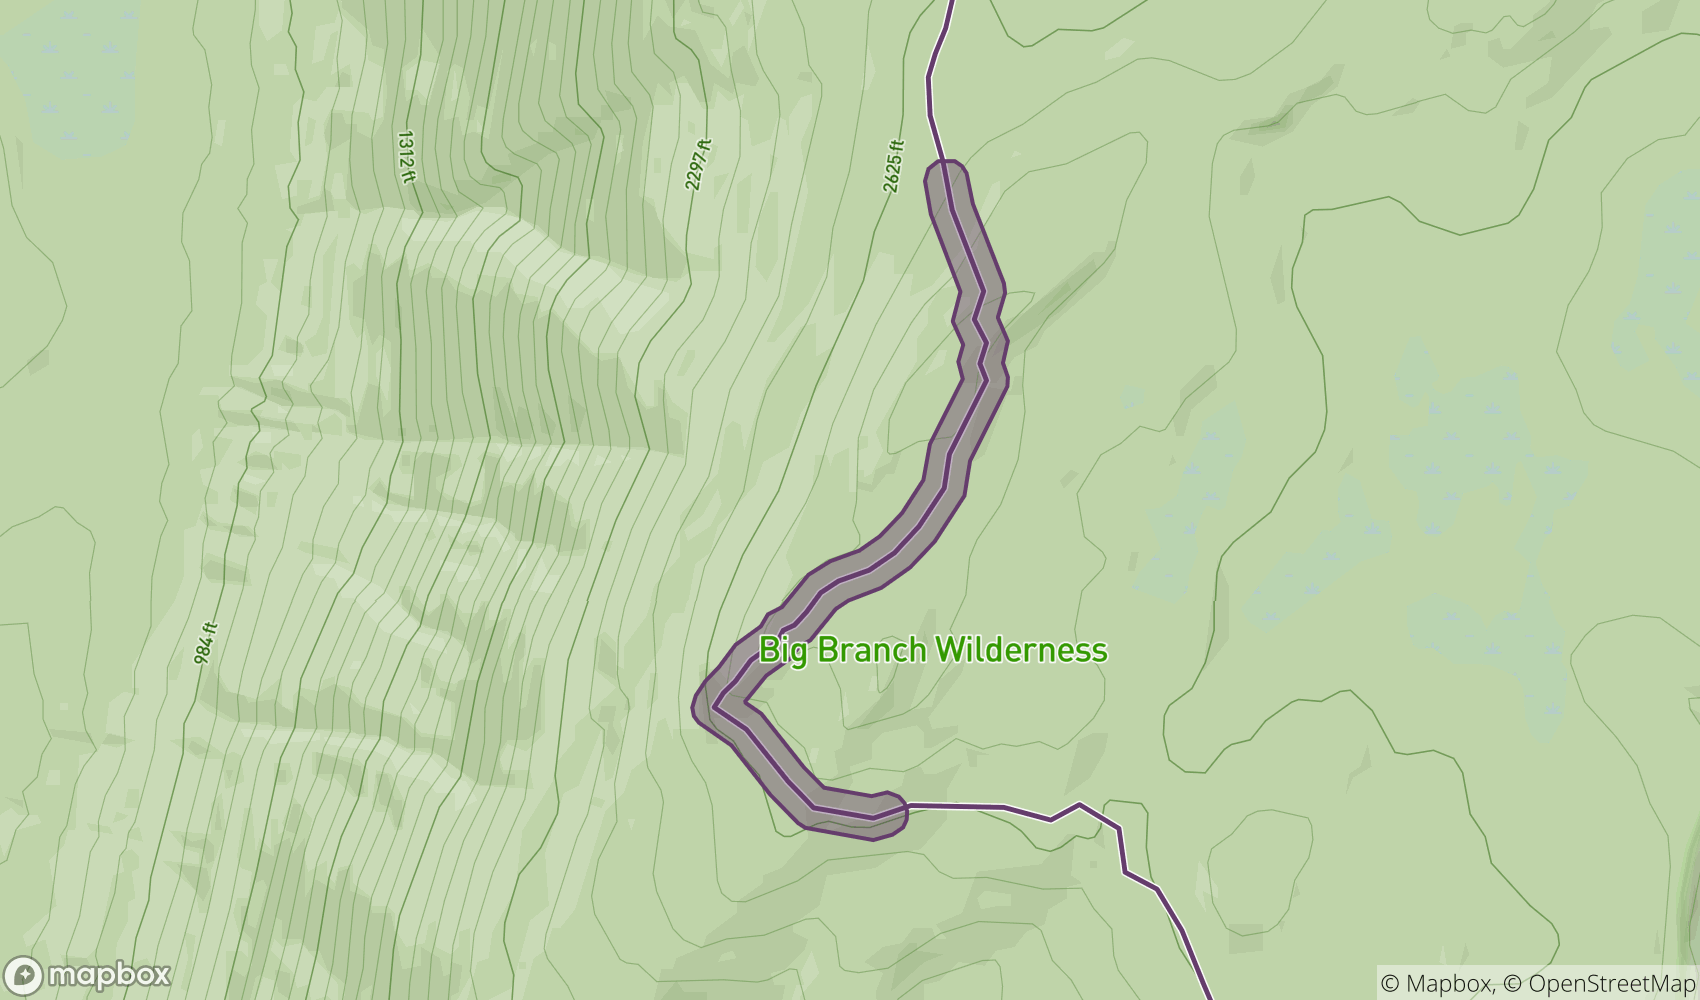 1312 ft
2297 ft
2625 ft
984 ft
Big Branch Wilderness
mapbox
© Mapbox, © OpenStreetMap